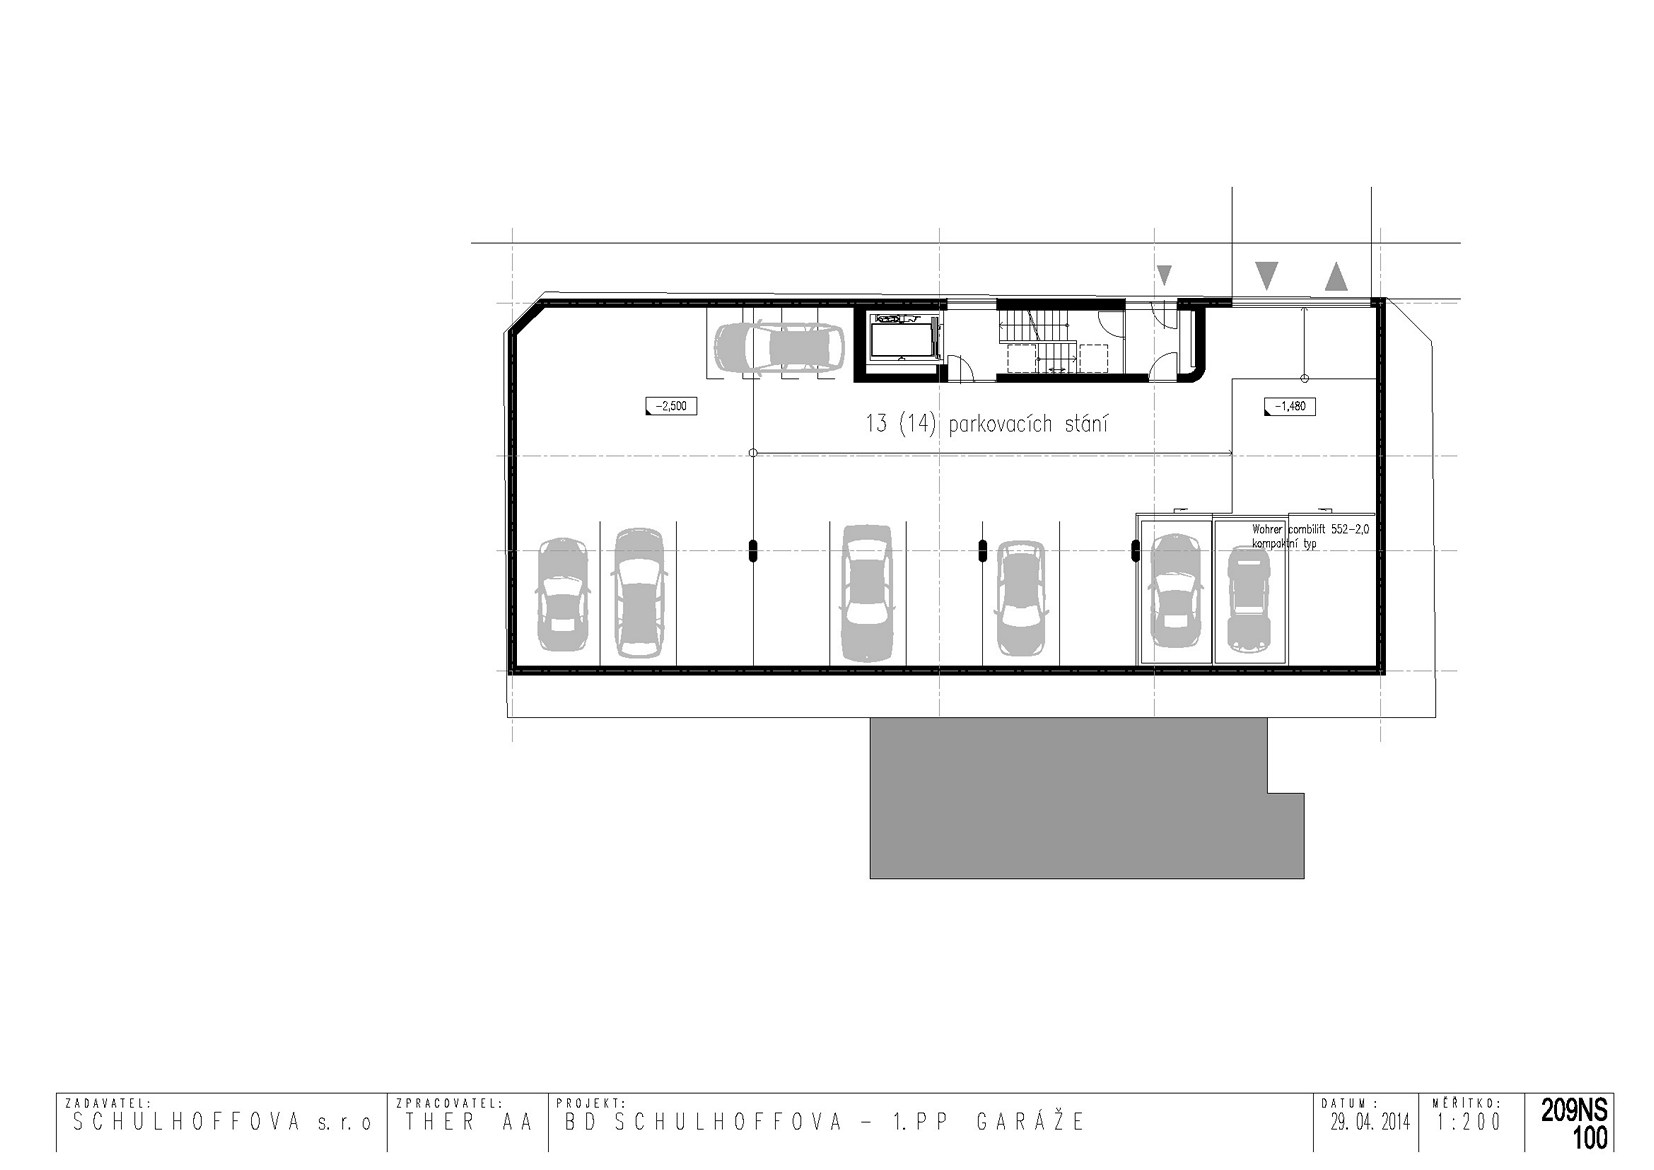 -2,500
-1,480
13 (14) parkovacích stání
Wohrer combilift 552-2,0
kompaktní typ
ZADAVATEL:
SCHULHOFFOVA s.r.o
ZPRACOVATEL:
THER AA
PROJEKT:
BD SCHULHOFFOVA - 1.PP GARÁŽE
DATUM:
29. 04. 2014
MĚŘÍTKO:
1:200
209NS
100